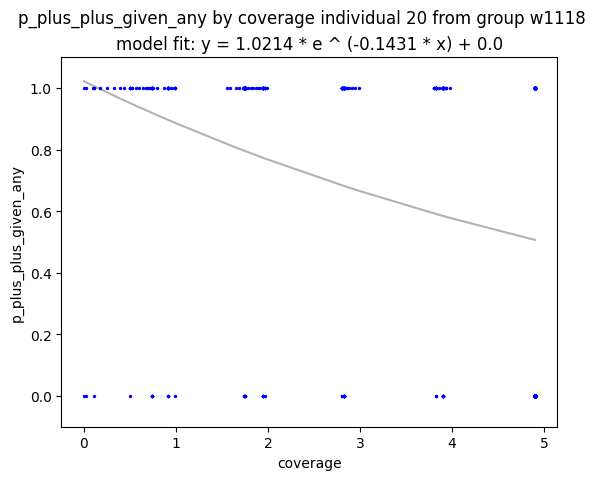 p_plus_plus_given_any by coverage individual 20 from group w1118
model fit: y = 1.0214 * e ^ (-0.1431 * x) + 0.0
1.0
0.8
0.6
0.4
0.2
0.0
p_plus_plus_given_any
0 1 2 3 4 5
coverage